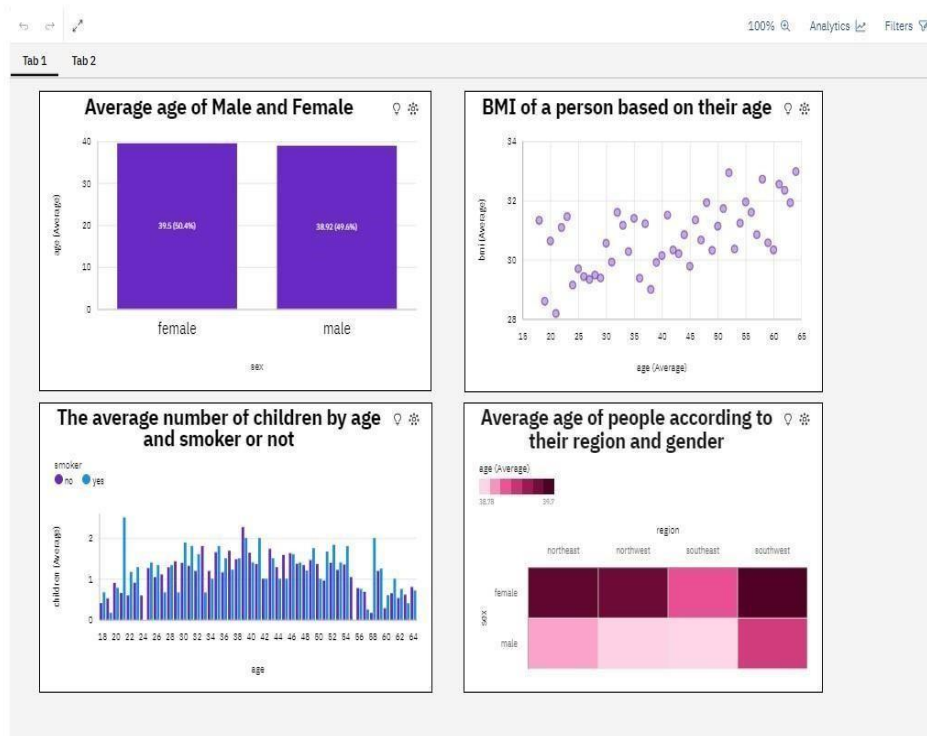 100% Analytics Filters
Tab 1 Tab 2
Average age of Male and Female
40
30
20
10
0
age (Average)
39.5 (50.4%)
38.92 (49.6%)
female male
sex
BMI of a person based on their age
34
32
30
28
bmi (Average)
15 20 25 30 35 40 45 50 55 60 65
age (Average)
The average number of children by age
and smoker or not
smoker
no yes
2
1
0
children (Average)
18 20 22 24 26 28 30 32 34 36 38 40 42 44 46 48 50 52 54 56 58 60 62 64
age
Average age of people according to
their region and gender
age (Average)
38.78 39.7
region
northeast northwest southeast southwest
female
male
sex